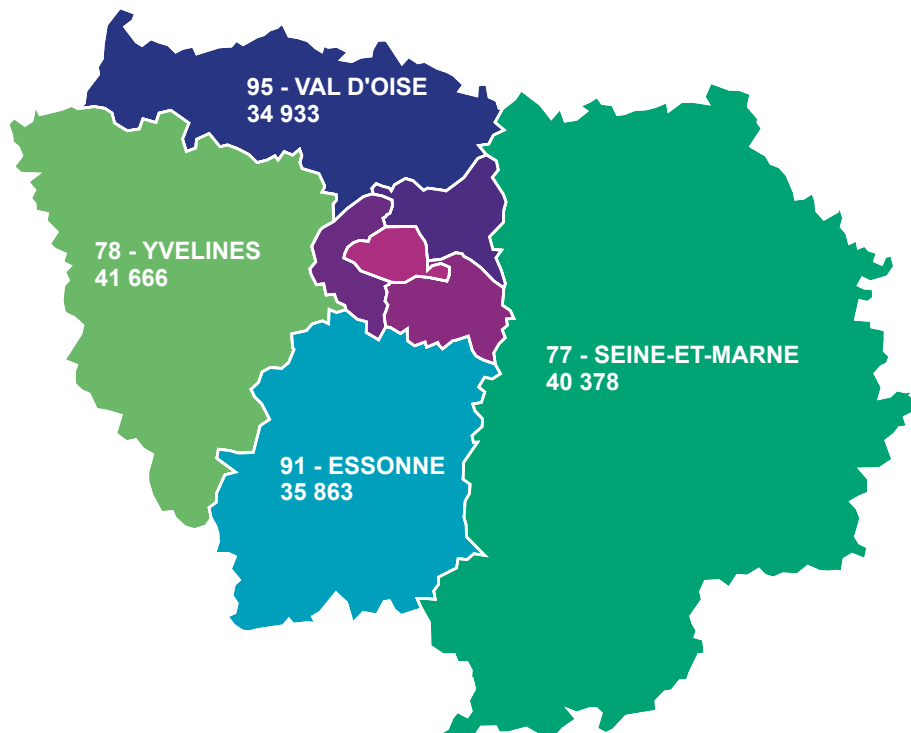 95 - VAL D'OISE
34 933
78 - YVELINES
41 666
77 - SEINE-ET-MARNE
40 378
91 - ESSONNE
35 863